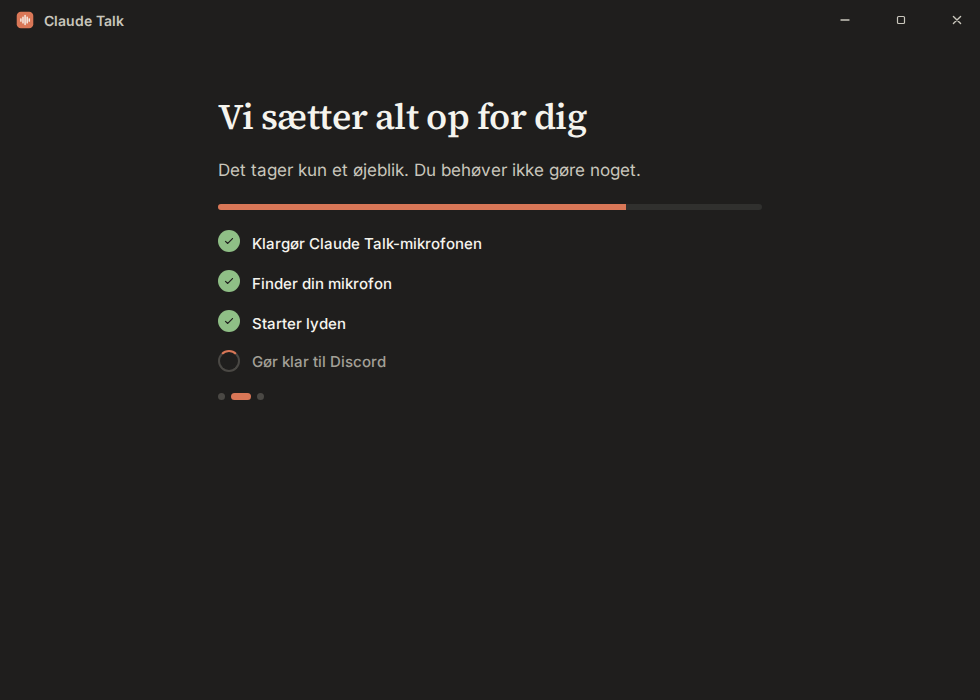 Claude Talk
Vi sætter alt op for dig
Det tager kun et øjeblik. Du behøver ikke gøre noget.
Klargør Claude Talk-mikrofonen
Finder din mikrofon
Starter lyden
Gør klar til Discord